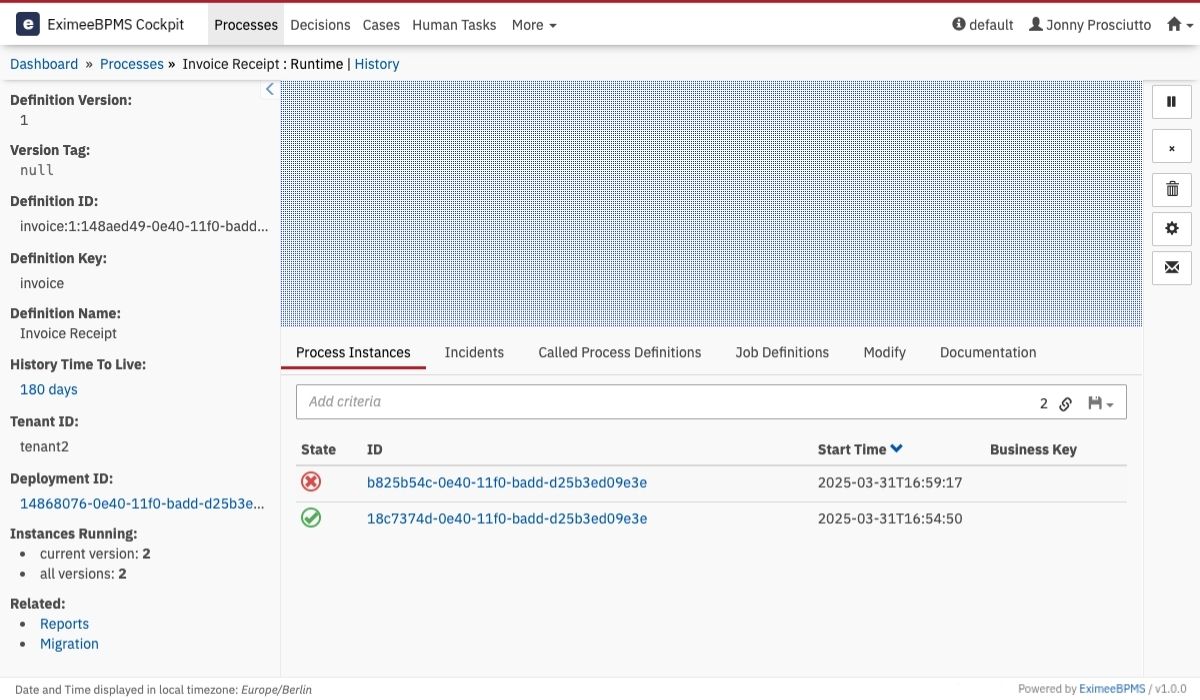 e EximeeBPMS Cockpit Processes Decisions Cases Human Tasks More default Jonny Prosciutto
Dashboard » Processes » Invoice Receipt : Runtime | History
Definition Version:
1
Version Tag:
null
Definition ID:
invoice:1:148aed49-0e40-11f0-badd...
Definition Key:
invoice
Definition Name:
Invoice Receipt
History Time To Live:
180 days
Tenant ID:
tenant2
Deployment ID:
14868076-0e40-11f0-badd-d25b3e...
Instances Running:
• current version: 2
• all versions: 2
Related:
• Reports
• Migration
Process Instances Incidents Called Process Definitions Job Definitions Modify Documentation
Add criteria 2
State ID Start Time Business Key
b825b54c-0e40-11f0-badd-d25b3ed09e3e 2025-03-31T16:59:17
18c7374d-0e40-11f0-badd-d25b3ed09e3e 2025-03-31T16:54:50
Date and Time displayed in local timezone: Europe/Berlin Powered by EximeeBPMS / v1.0.0